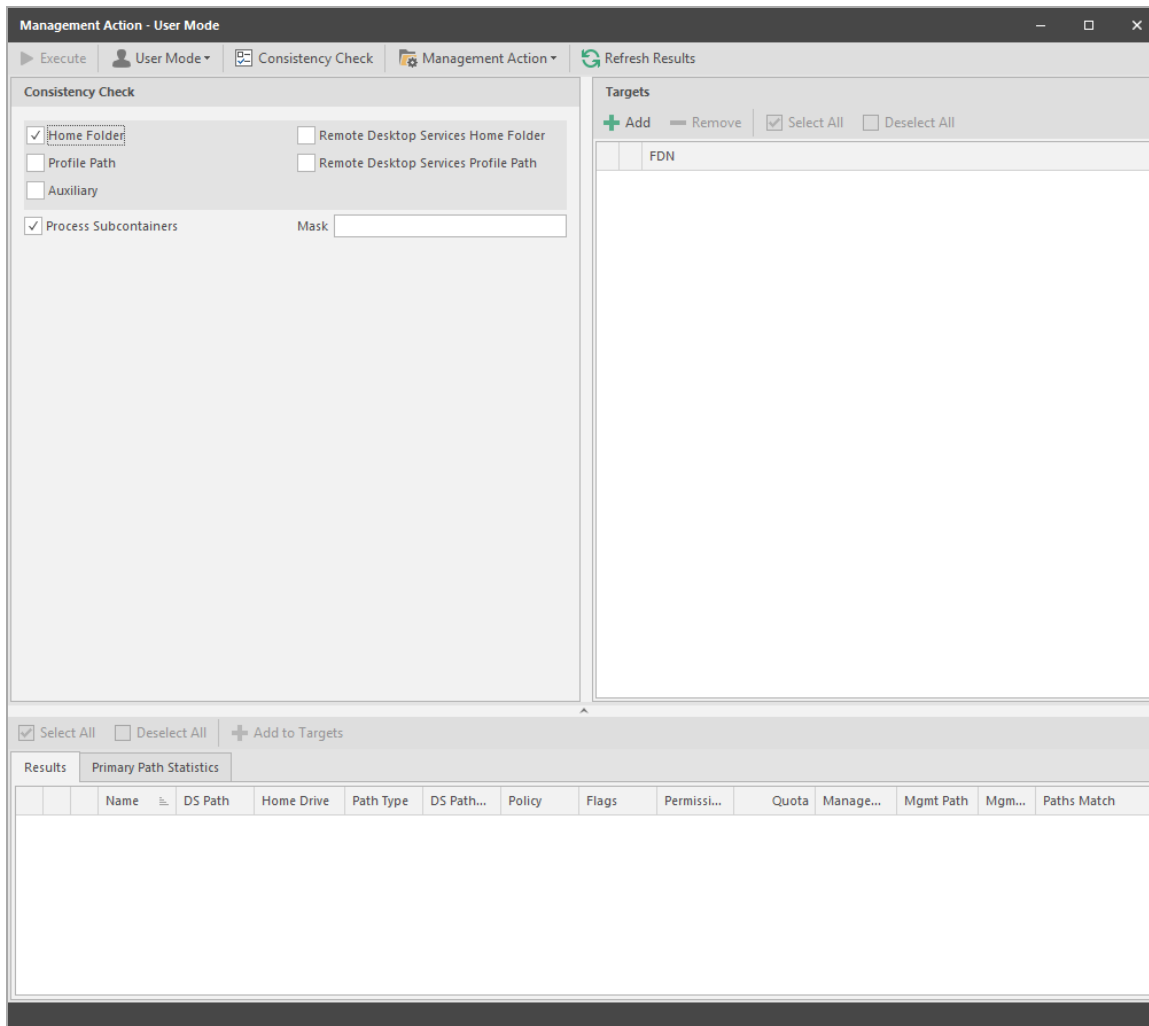 Management Action - User Mode
Execute User Mode Consistency Check Management Action Refresh Results
Consistency Check
Home Folder Remote Desktop Services Home Folder
Profile Path Remote Desktop Services Profile Path
Auxiliary
Process Subcontainers Mask
Targets
Add Remove Select All Deselect All
FDN
Select All Deselect All Add to Targets
Results Primary Path Statistics
Name DS Path Home Drive Path Type DS Path... Policy Flags Permissi... Quota Manage... Mgmt Path Mgm... Paths Match